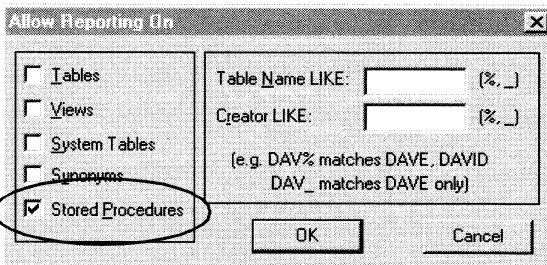 Allow Reporting On
Tables
Views
System Tables
Synonyms
Stored Procedures
Table Name LIKE: (%,_)
Creator LIKE: (%,_)
(e.g. DAV% matches DAVE, DAVID
DAV_ matches DAVE only)
OK Cancel